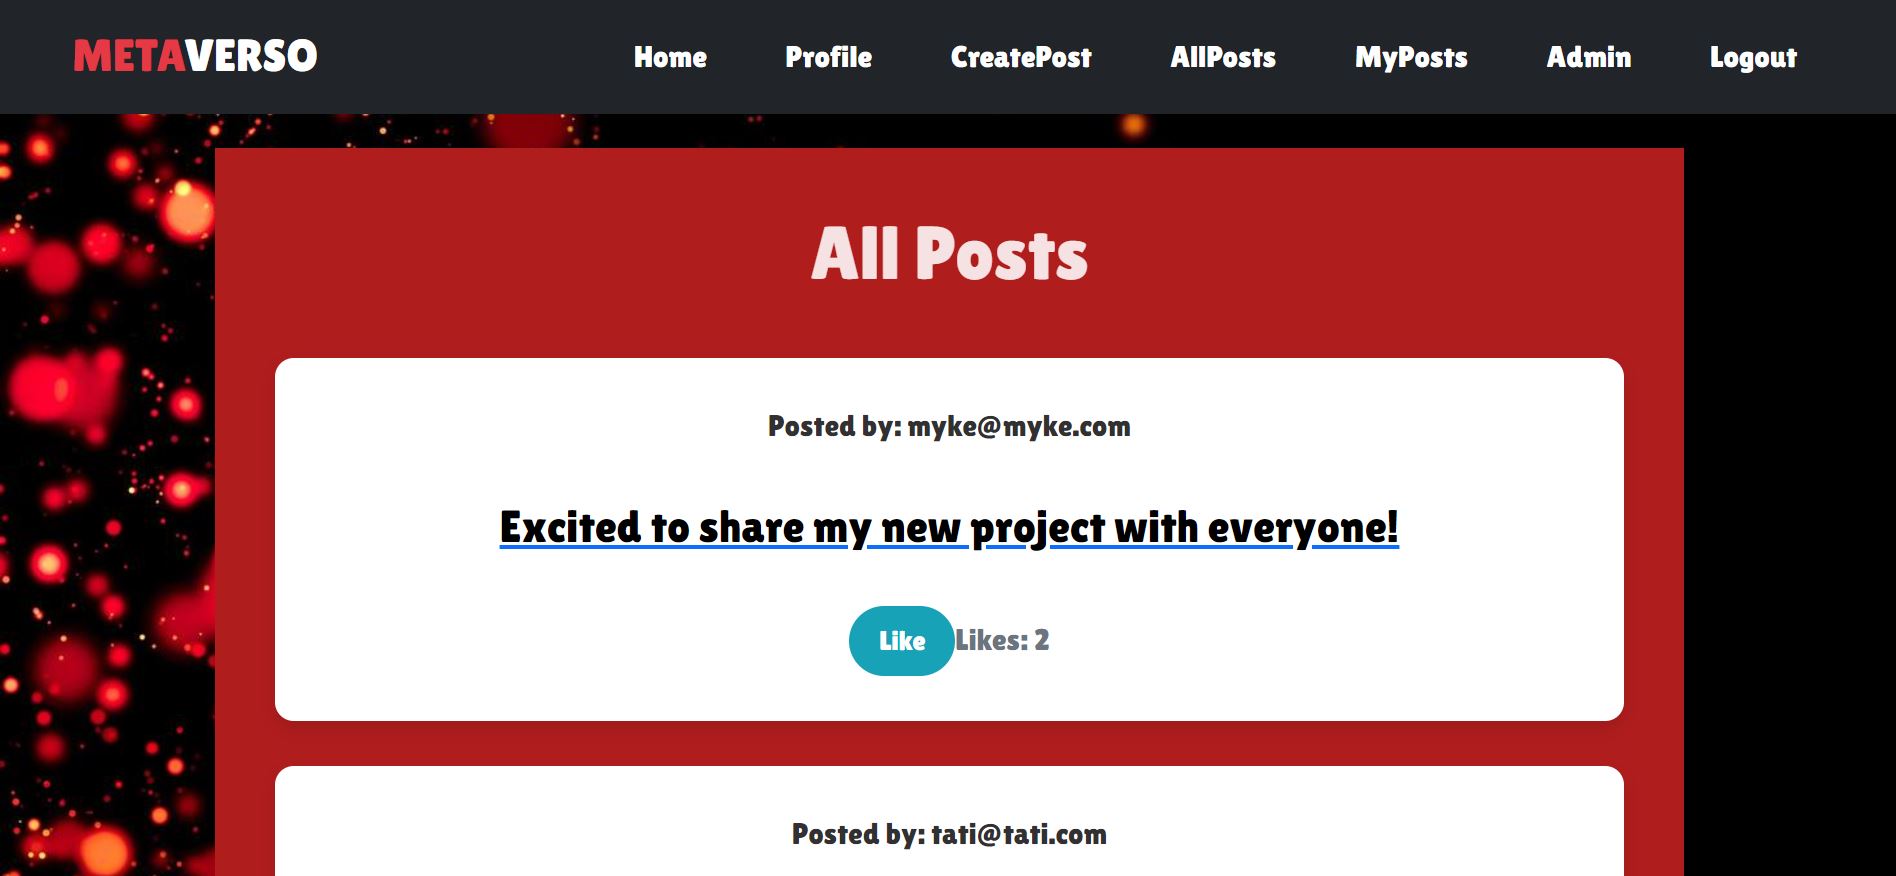 METAVERSO Home Profile CreatePost AllPosts MyPosts Admin Logout
All Posts
Posted by: myke@myke.com
Excited to share my new project with everyone!
Like Likes: 2
Posted by: tati@tati.com